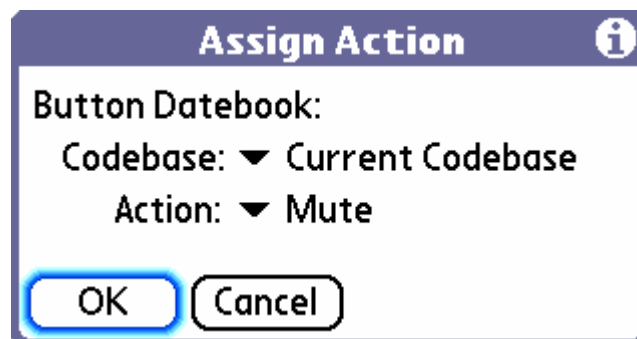 Assign Action
Button Datebook:
Codebase: Current Codebase
Action: Mute
OK Cancel